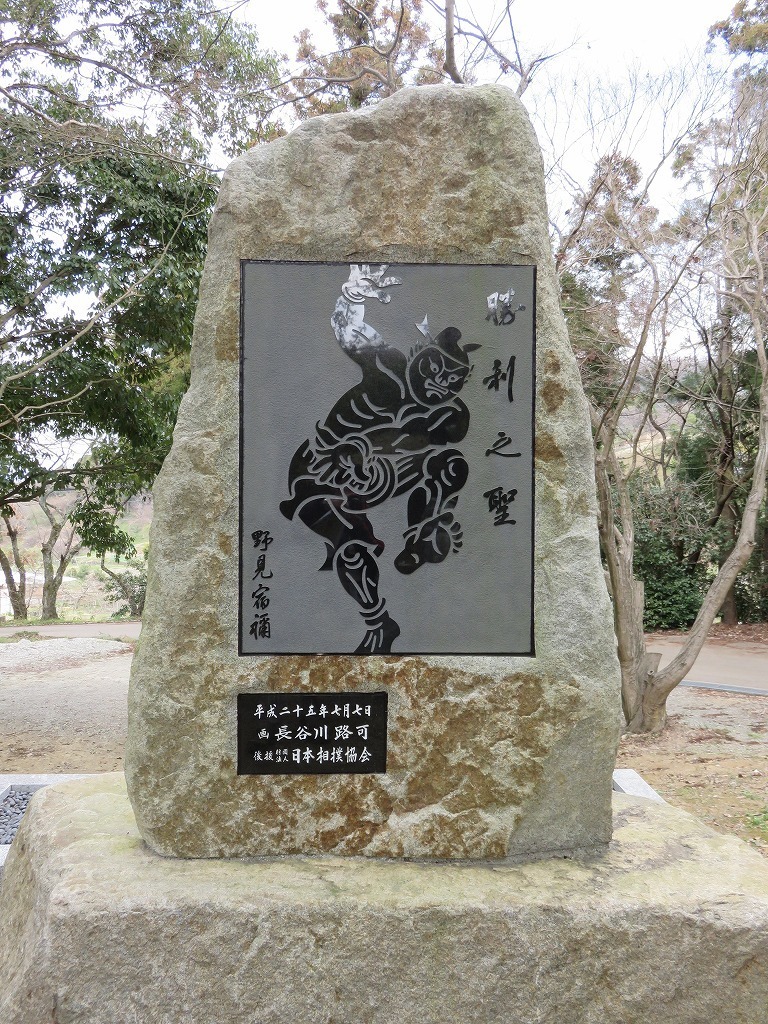 勝利之聖
野見宿禰
平成二十五年七月七日
画 長谷川路可
後援 財団法人 日本相撲協会